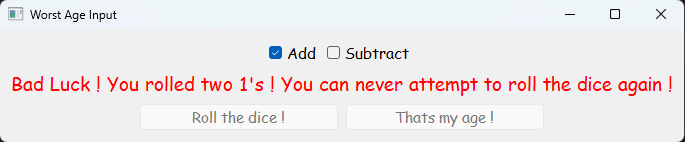 Worst Age Input
Add Subtract
Bad Luck ! You rolled two 1's ! You can never attempt to roll the dice again !
Roll the dice ! Thats my age !